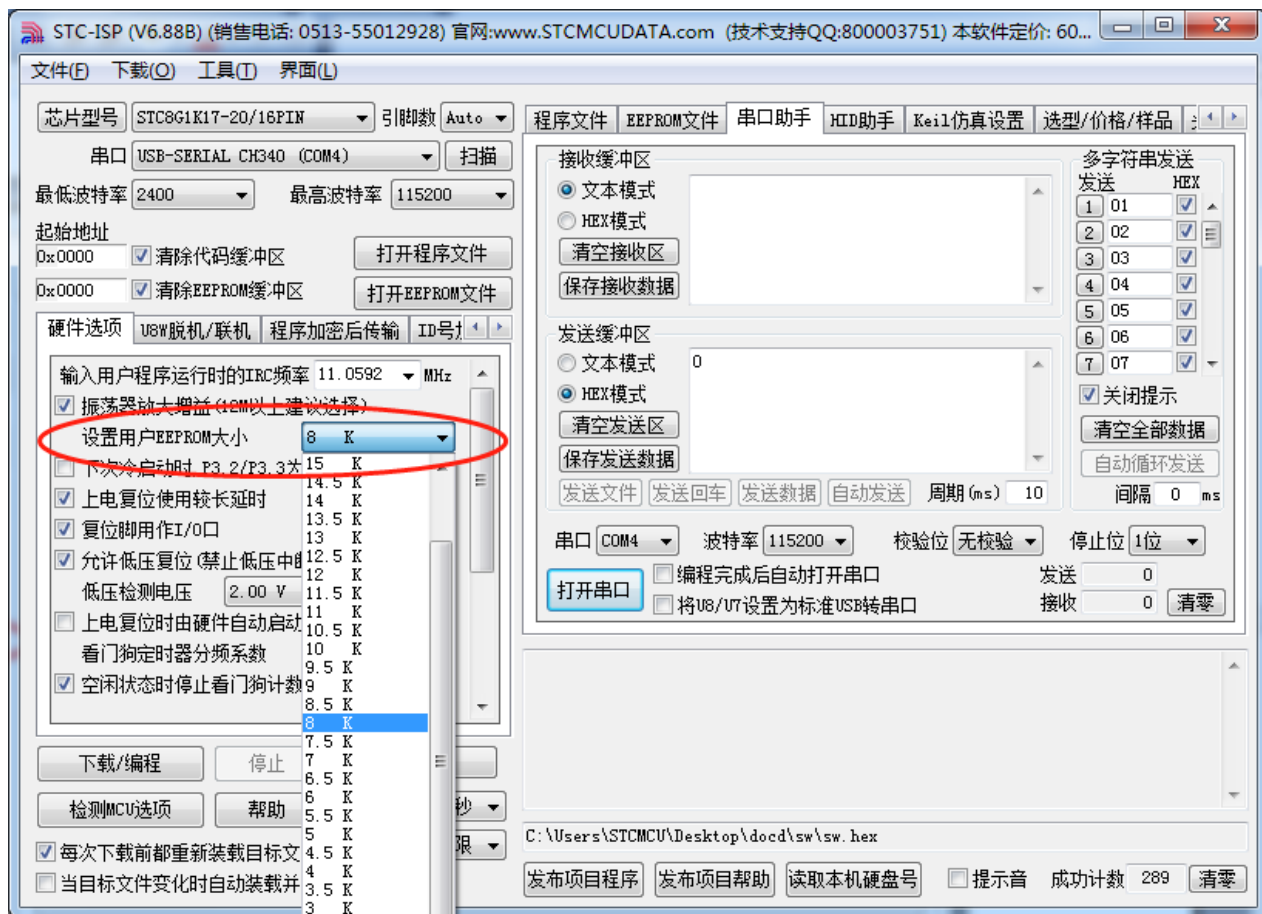 STC-ISP (V6.88B) (销售电话: 0513-55012928) 官网:www.STCMCUDATA.com (技术支持QQ:800003751) 本软件定价: 60...
文件(F) 下载(O) 工具(T) 界面(L)
芯片型号 STC8G1K17-20/16PIN 引脚数 Auto
串口 USB-SERIAL CH340 (COM4) 扫描
最低波特率 2400 最高波特率 115200
起始地址
0x0000 清除代码缓冲区 打开程序文件
0x0000 清除EEPROM缓冲区 打开EEPROM文件
硬件选项 U8W脱机/联机 程序加密后传输 ID号
输入用户程序运行时的IRC频率 11.0592 MHz
振荡器放大增益(12M以上建议选择)
设置用户EEPROM大小 8 K
下次冷启动时 P3.2/P3.3为
上电复位使用较长延时
复位脚用作I/O口
允许低压复位(禁止低压中
低压检测电压 2.00 V
上电复位时由硬件自动启动
看门狗定时器分频系数
空闲状态时停止看门狗计数
15 K
14.5 K
14 K
13.5 K
13 K
12.5 K
12 K
11.5 K
11 K
10.5 K
10 K
9.5 K
9 K
8.5 K
8 K
7.5 K
7 K
6.5 K
6 K
5.5 K
5 K
4.5 K
4 K
3.5 K
3 K
下载/编程 停止
检测MCU选项 帮助 秒
每次下载前都重新装载目标文 限
当目标文件变化时自动装载并
程序文件 EEPROM文件 串口助手 HID助手 Keil仿真设置 选型/价格/样品
接收缓冲区
文本模式
HEX模式
清空接收区
保存接收数据
发送缓冲区
文本模式 0
HEX模式
清空发送区
保存发送数据
发送文件 发送回车 发送数据 自动发送 周期(ms) 10
多字符串发送
发送 HEX
1 01
2 02
3 03
4 04
5 05
6 06
7 07
关闭提示
清空全部数据
自动循环发送
间隔 0 ms
串口 COM4 波特率 115200 校验位 无校验 停止位 1位
打开串口 编程完成后自动打开串口 发送 0
将U8/U7设置为标准USB转串口 接收 0 清零
C:\Users\STCMCU\Desktop\docd\sw\sw.hex
发布项目程序 发布项目帮助 读取本机硬盘号 提示音 成功计数 289 清零